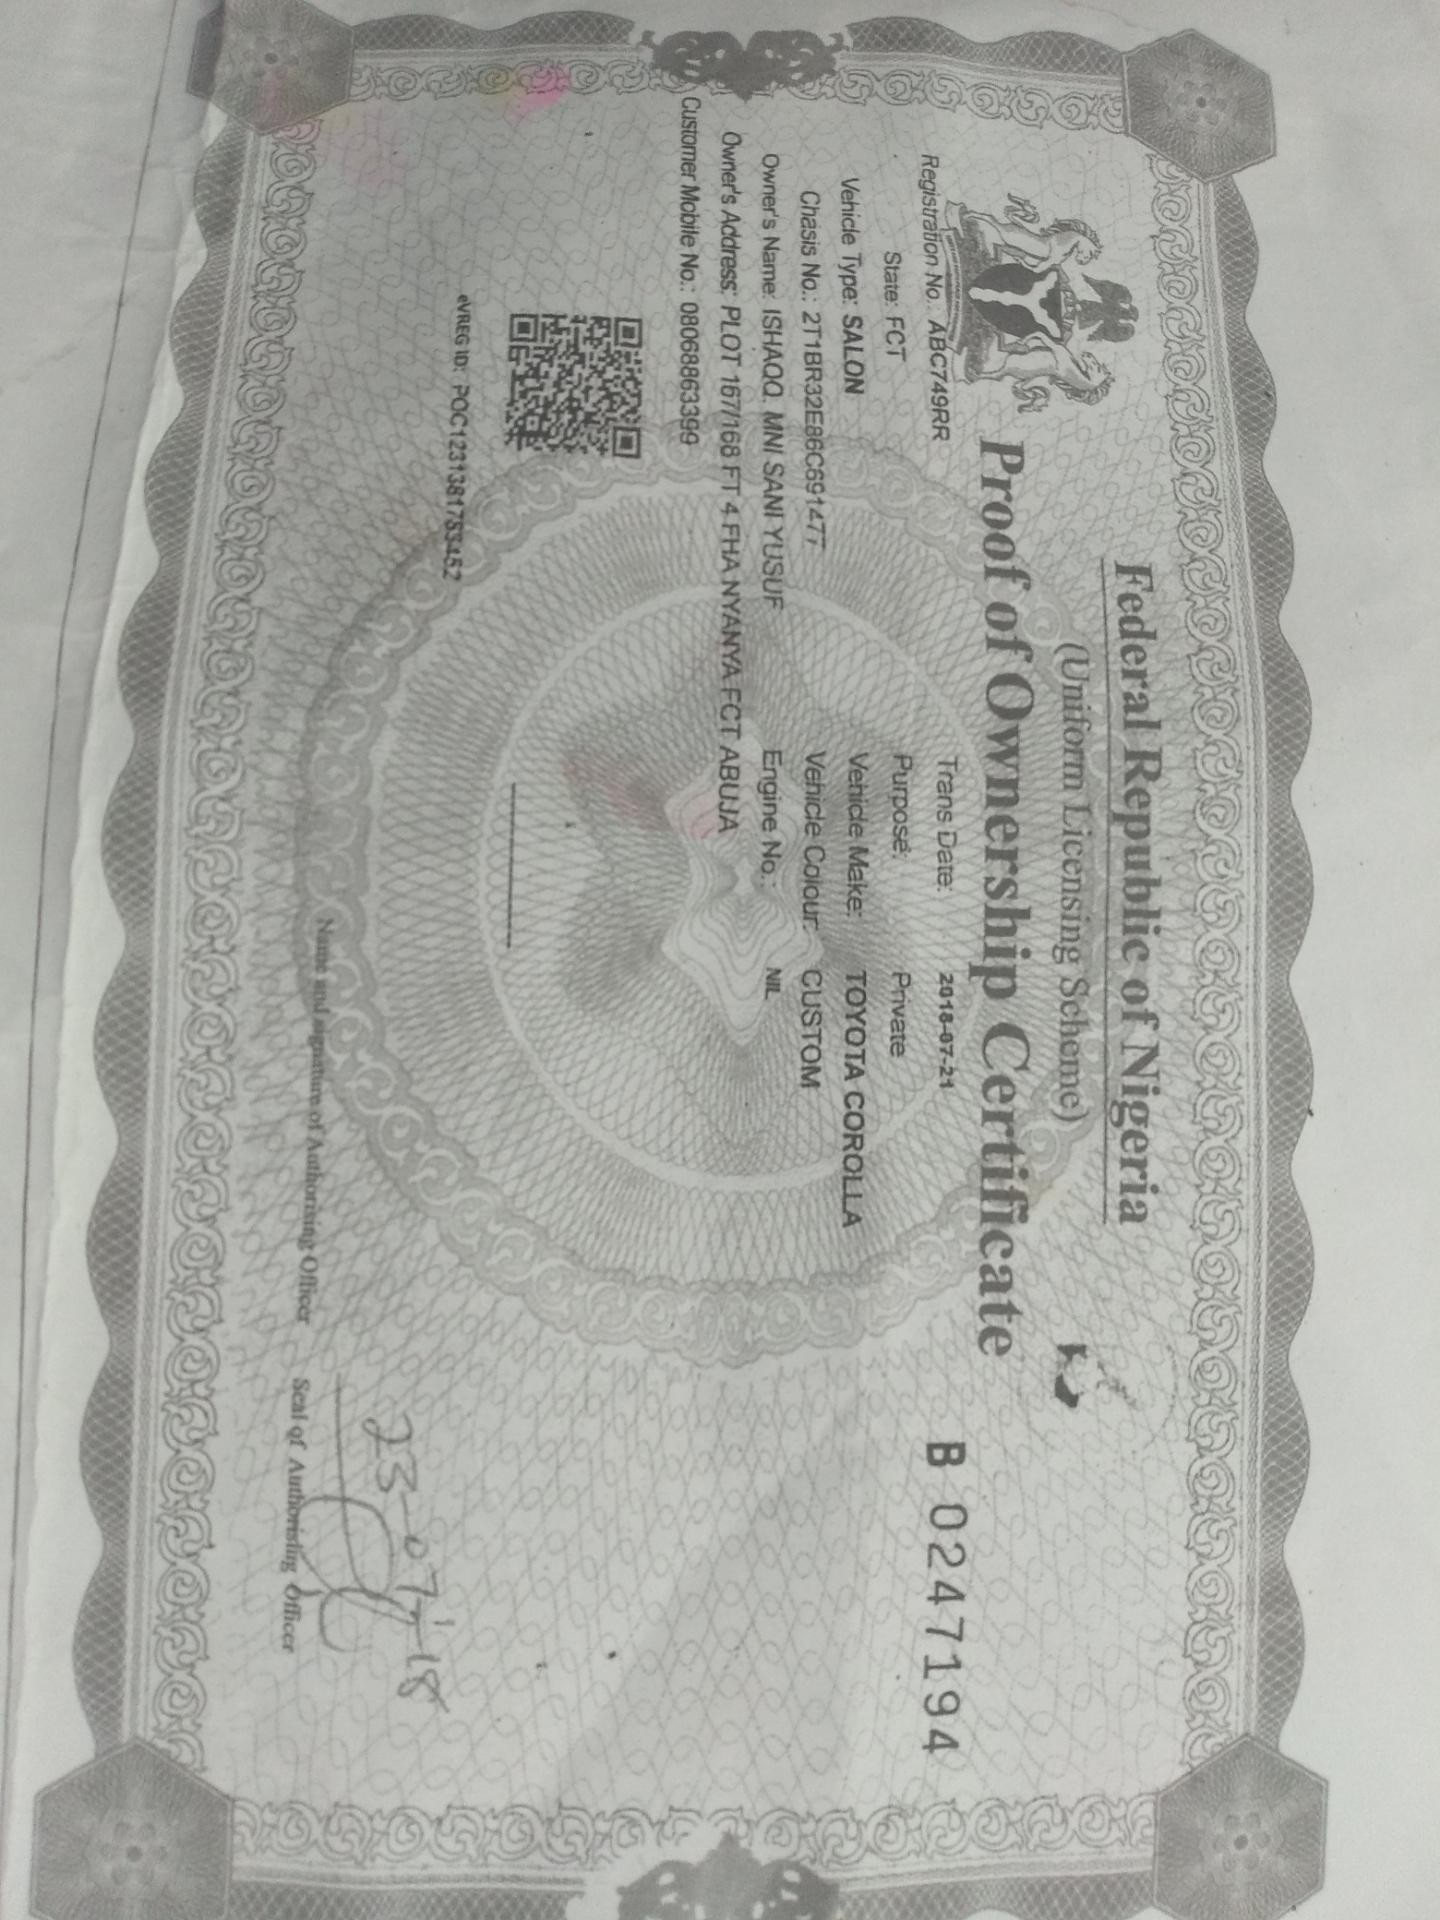 Federal Republic of Nigeria
(Uniform Licensing Scheme)
Proof of Ownership Certificate
B 0247194
Registration No. ABC749RR
Trans Date: 2018-07-21
State: FCT
Purpose: Private
Vehicle Type: SALON
Vehicle Make: TOYOTA COROLLA
Chasis No.: 2T1BR32E86C691477
Vehicle Colour: CUSTOM
Owner's Name: ISHAQQ. MNI SANI YUSUF
Engine No.: NIL
Owner's Address: PLOT 167/168 FT 4 FHA NYANYA FCT ABUJA
Customer Mobile No.: 08068863399
eVREG ID: POC1231381753452
23-07-18
Name and signature of Authorising Officer
Seal of Authorising Officer